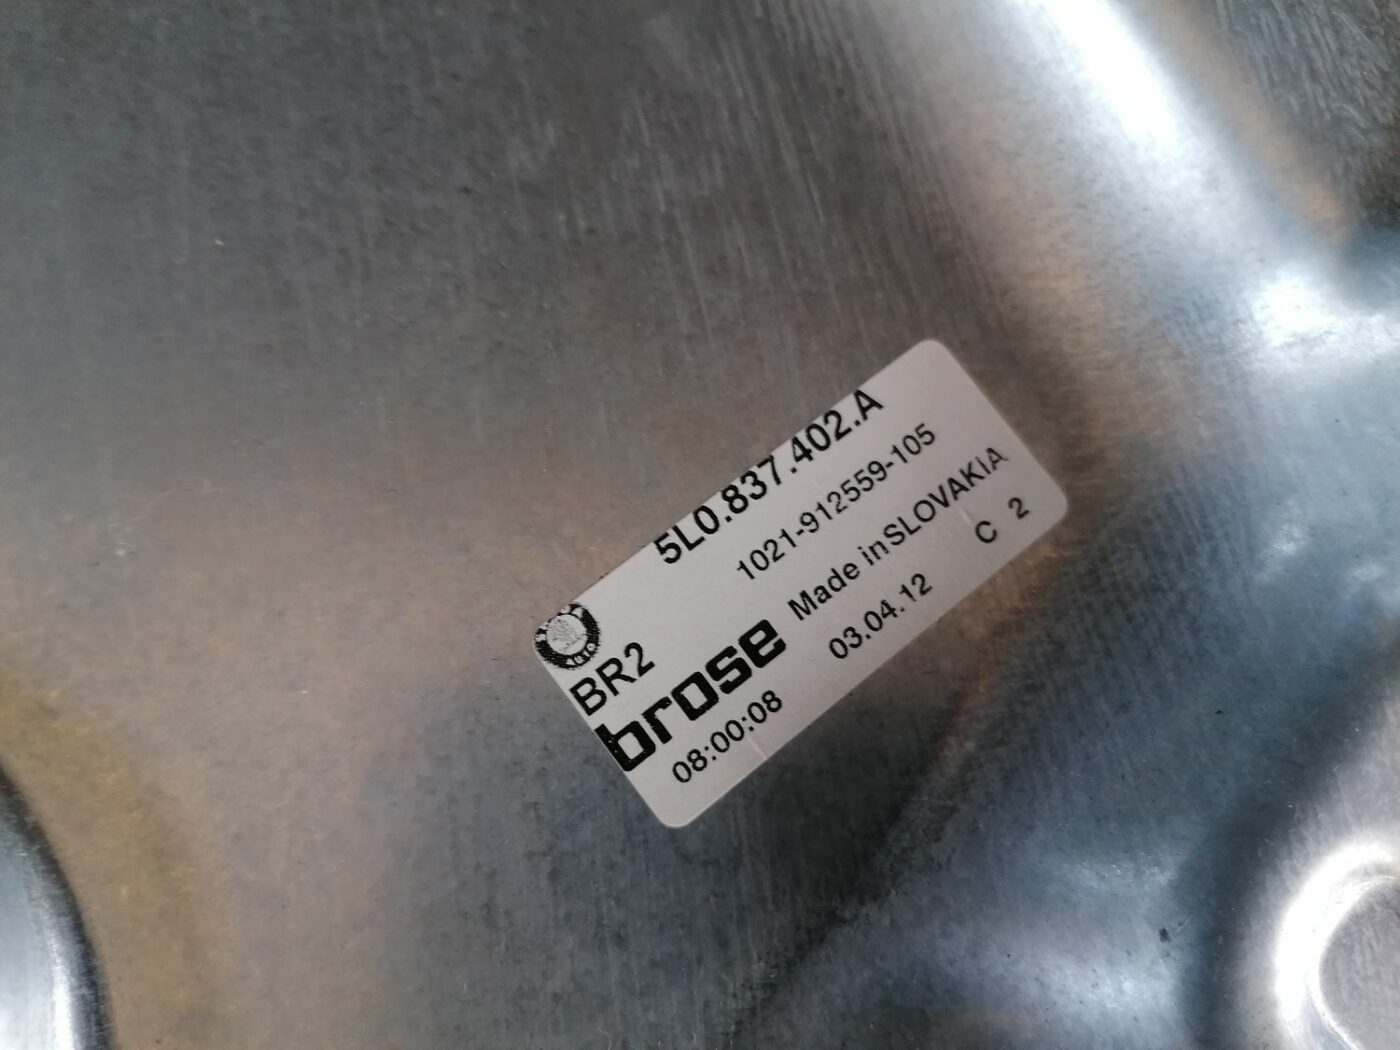 5L0.837.402.A
1021-912559-105
BR2
brose Made in SLOVAKIA
08:00:08 03.04.12 C 2